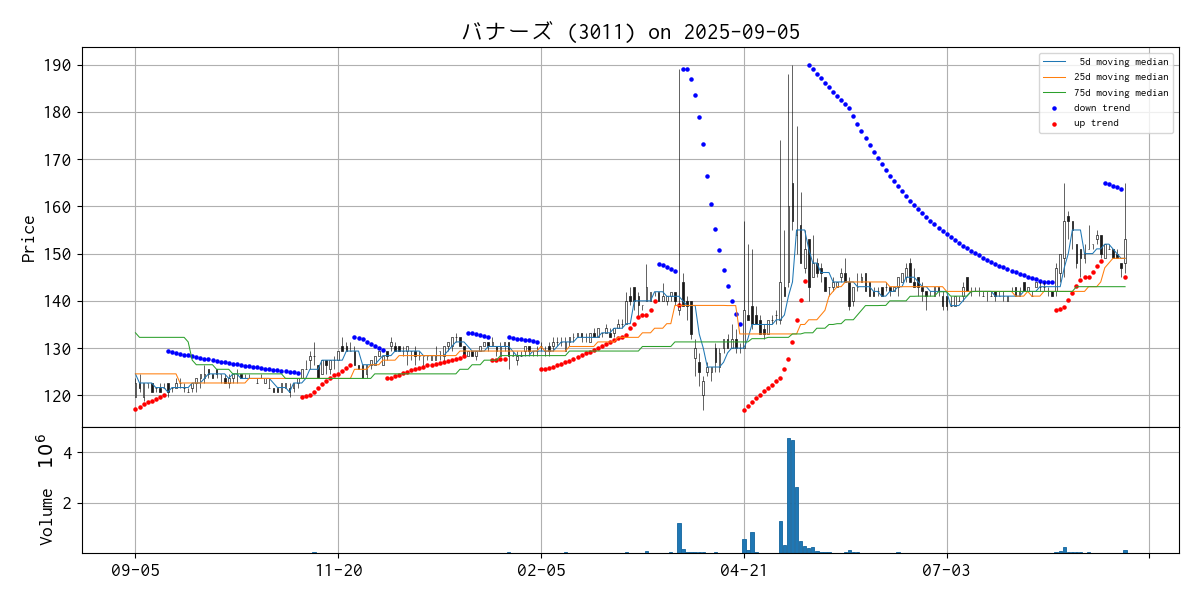 バナーズ (3011) on 2025-09-05
5d moving median
25d moving median
75d moving median
down trend
up trend
Price
190
180
170
160
150
140
130
120
Volume 10^6
4
2
09-05
11-20
02-05
04-21
07-03